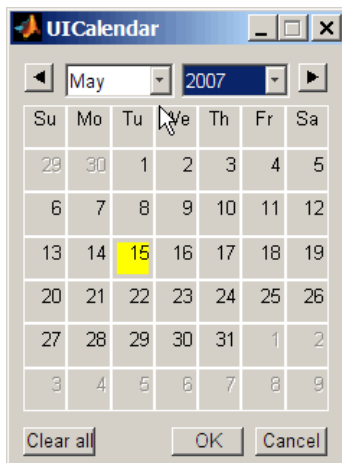 UICalendar
May 2007
Su Mo Tu We Th Fr Sa
29 30 1 2 3 4 5
6 7 8 9 10 11 12
13 14 15 16 17 18 19
20 21 22 23 24 25 26
27 28 29 30 31 1 2
3 4 5 6 7 8 9
Clear all OK Cancel